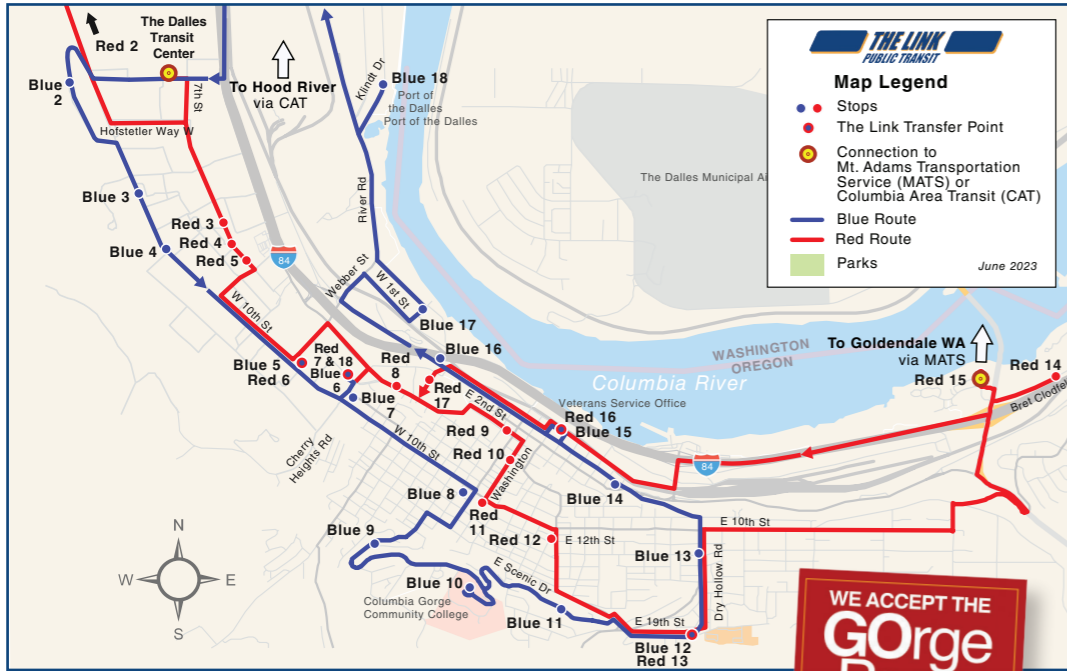 The Dalles
Transit
Center
Red 2
Blue
2
7th St
Hofstetler Way W
To Hood River
via CAT
Klindt Dr
Blue 18
Port of
the Dalles
Port of the Dalles
River Rd
Blue 3
Red 3
Red 4
Blue 4
Red 5
84
Webber St
W 1st St
W 10th St
Blue 17
Blue 16
Blue 5
Red 6
Red
7 & 18
Blue
6
Red
8
Blue
7
Red
17
E 2nd St
The Dalles Municipal Ai
WASHINGTON
OREGON
Columbia River
To Goldendale WA
via MATS
Red 14
Red 15
Bret Clodfel
Veterans Service Office
Red 16
Blue 15
Red 9
Red 10
Washington
W 10th St
Cherry
Heights Rd
84
Blue 14
Blue 8
Red
11
Blue 9
Red 12
E 12th St
E 10th St
Blue 13
Dry Hollow Rd
Blue 10
E Scenic Dr
Columbia Gorge
Community College
Blue 11
E 19th St
Blue 12
Red 13
N
W
E
S
THE LINK
PUBLIC TRANSIT
Map Legend
Stops
The Link Transfer Point
Connection to
Mt. Adams Transportation
Service (MATS) or
Columbia Area Transit (CAT)
Blue Route
Red Route
Parks
June 2023
WE ACCEPT THE
GOrge